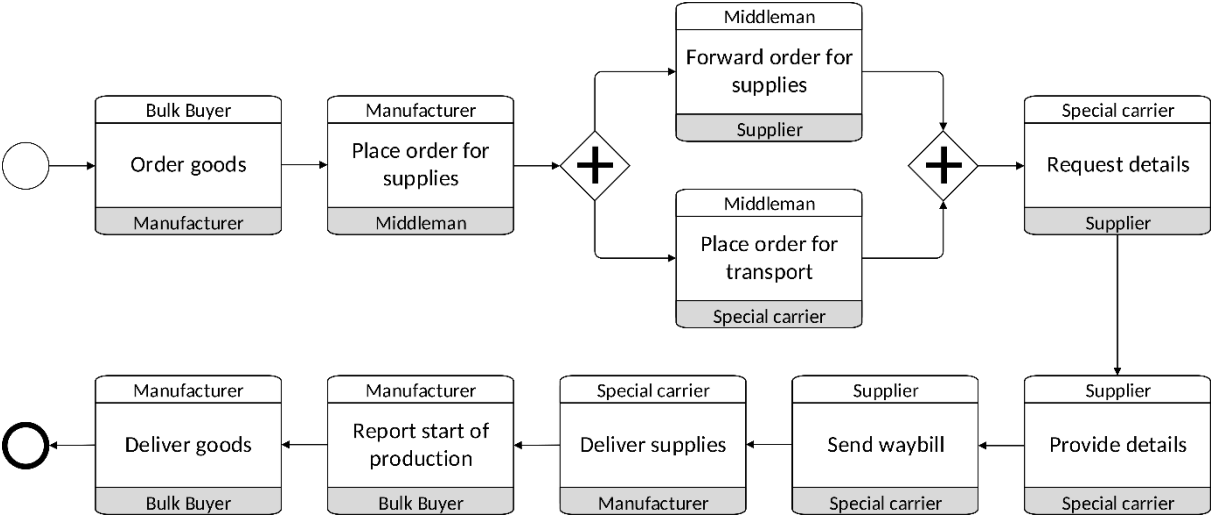 Bulk Buyer
Order goods
Manufacturer
Manufacturer
Place order for
supplies
Middleman
Middleman
Forward order for
supplies
Supplier
Middleman
Place order for
transport
Special carrier
Special carrier
Request details
Supplier
Supplier
Provide details
Special carrier
Supplier
Send waybill
Special carrier
Special carrier
Deliver supplies
Manufacturer
Manufacturer
Report start of
production
Bulk Buyer
Manufacturer
Deliver goods
Bulk Buyer